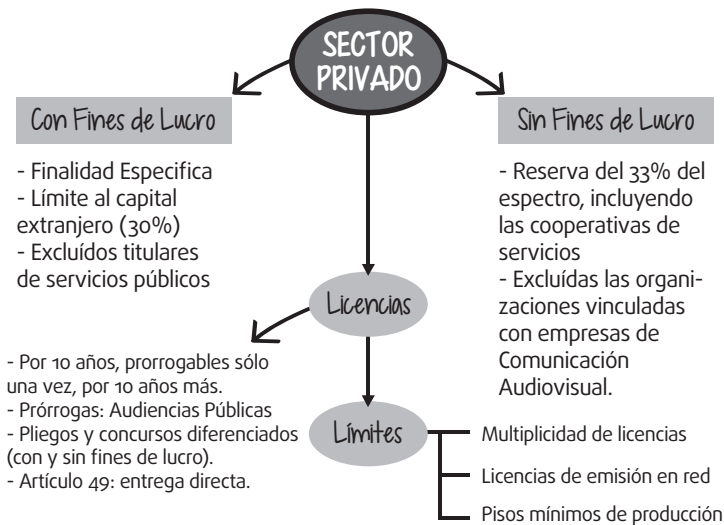 SECTOR
PRIVADO
Con Fines de Lucro
- Finalidad Especifica
- Límite al capital
extranjero (30%)
- Excluídos titulares
de servicios públicos
Sin Fines de Lucro
- Reserva del 33% del
espectro, incluyendo
las cooperativas de
servicios
- Excluídas las organi-
zaciones vinculadas
con empresas de
Comunicación
Audiovisual.
Licencias
- Por 10 años, prorrogables sólo
una vez, por 10 años más.
- Prórrogas: Audiencias Públicas
- Pliegos y concursos diferenciados
(con y sin fines de lucro).
- Artículo 49: entrega directa.
Límites
Multiplicidad de licencias
Licencias de emisión en red
Pisos mínimos de producción